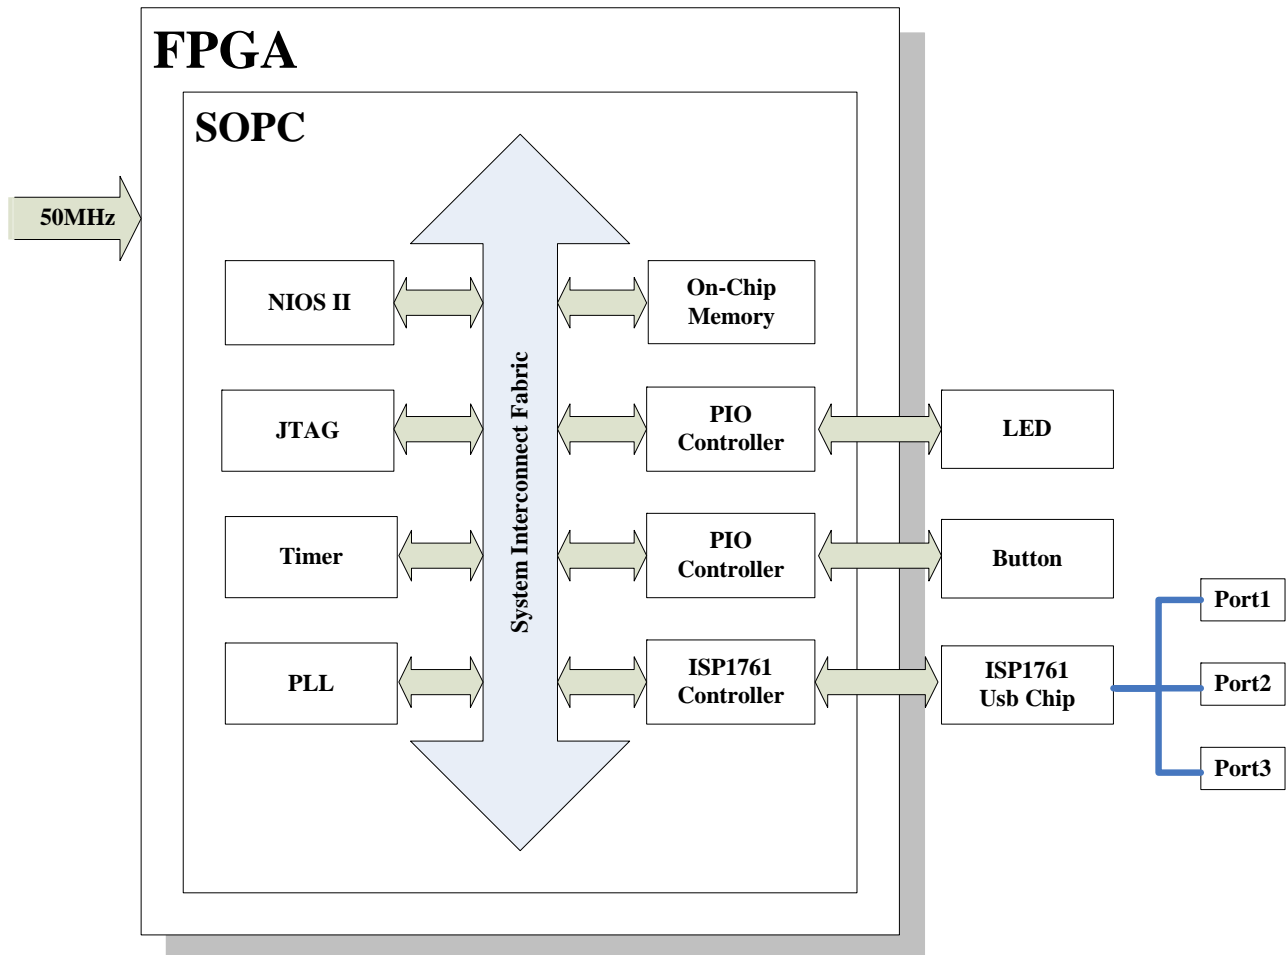 FPGA
SOPC
50MHz
NIOS II
On-Chip
Memory
System Interconnect Fabric
JTAG
PIO
Controller
LED
Timer
PIO
Controller
Button
PLL
ISP1761
Controller
ISP1761
Usb Chip
Port1
Port2
Port3